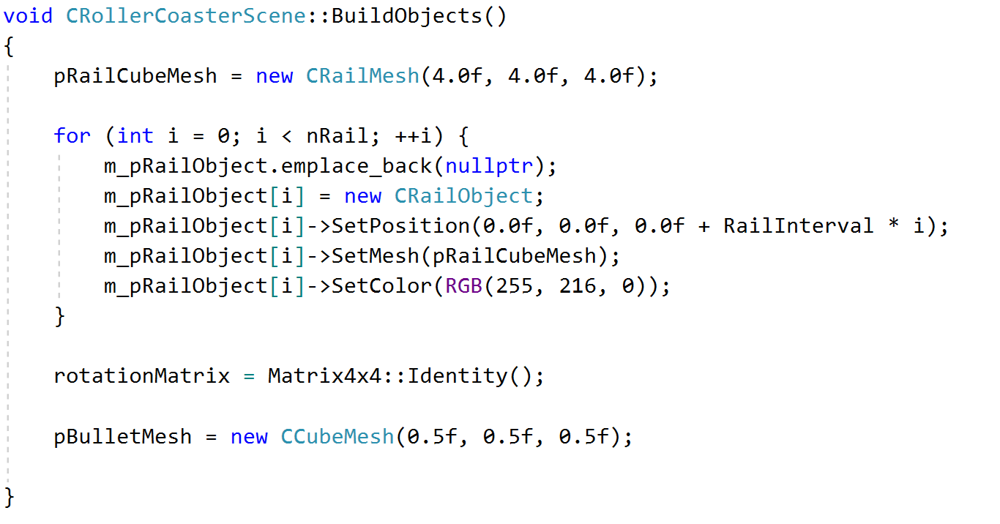 void CRollerCoasterScene::BuildObjects()
{
    pRailCubeMesh = new CRailMesh(4.0f, 4.0f, 4.0f);
    for (int i = 0; i < nRail; ++i) {
        m_pRailObject.emplace_back(nullptr);
        m_pRailObject[i] = new CRailObject;
        m_pRailObject[i]->SetPosition(0.0f, 0.0f, 0.0f + RailInterval * i);
        m_pRailObject[i]->SetMesh(pRailCubeMesh);
        m_pRailObject[i]->SetColor(RGB(255, 216, 0));
    }
    rotationMatrix = Matrix4x4::Identity();
    pBulletMesh = new CCubeMesh(0.5f, 0.5f, 0.5f);
}